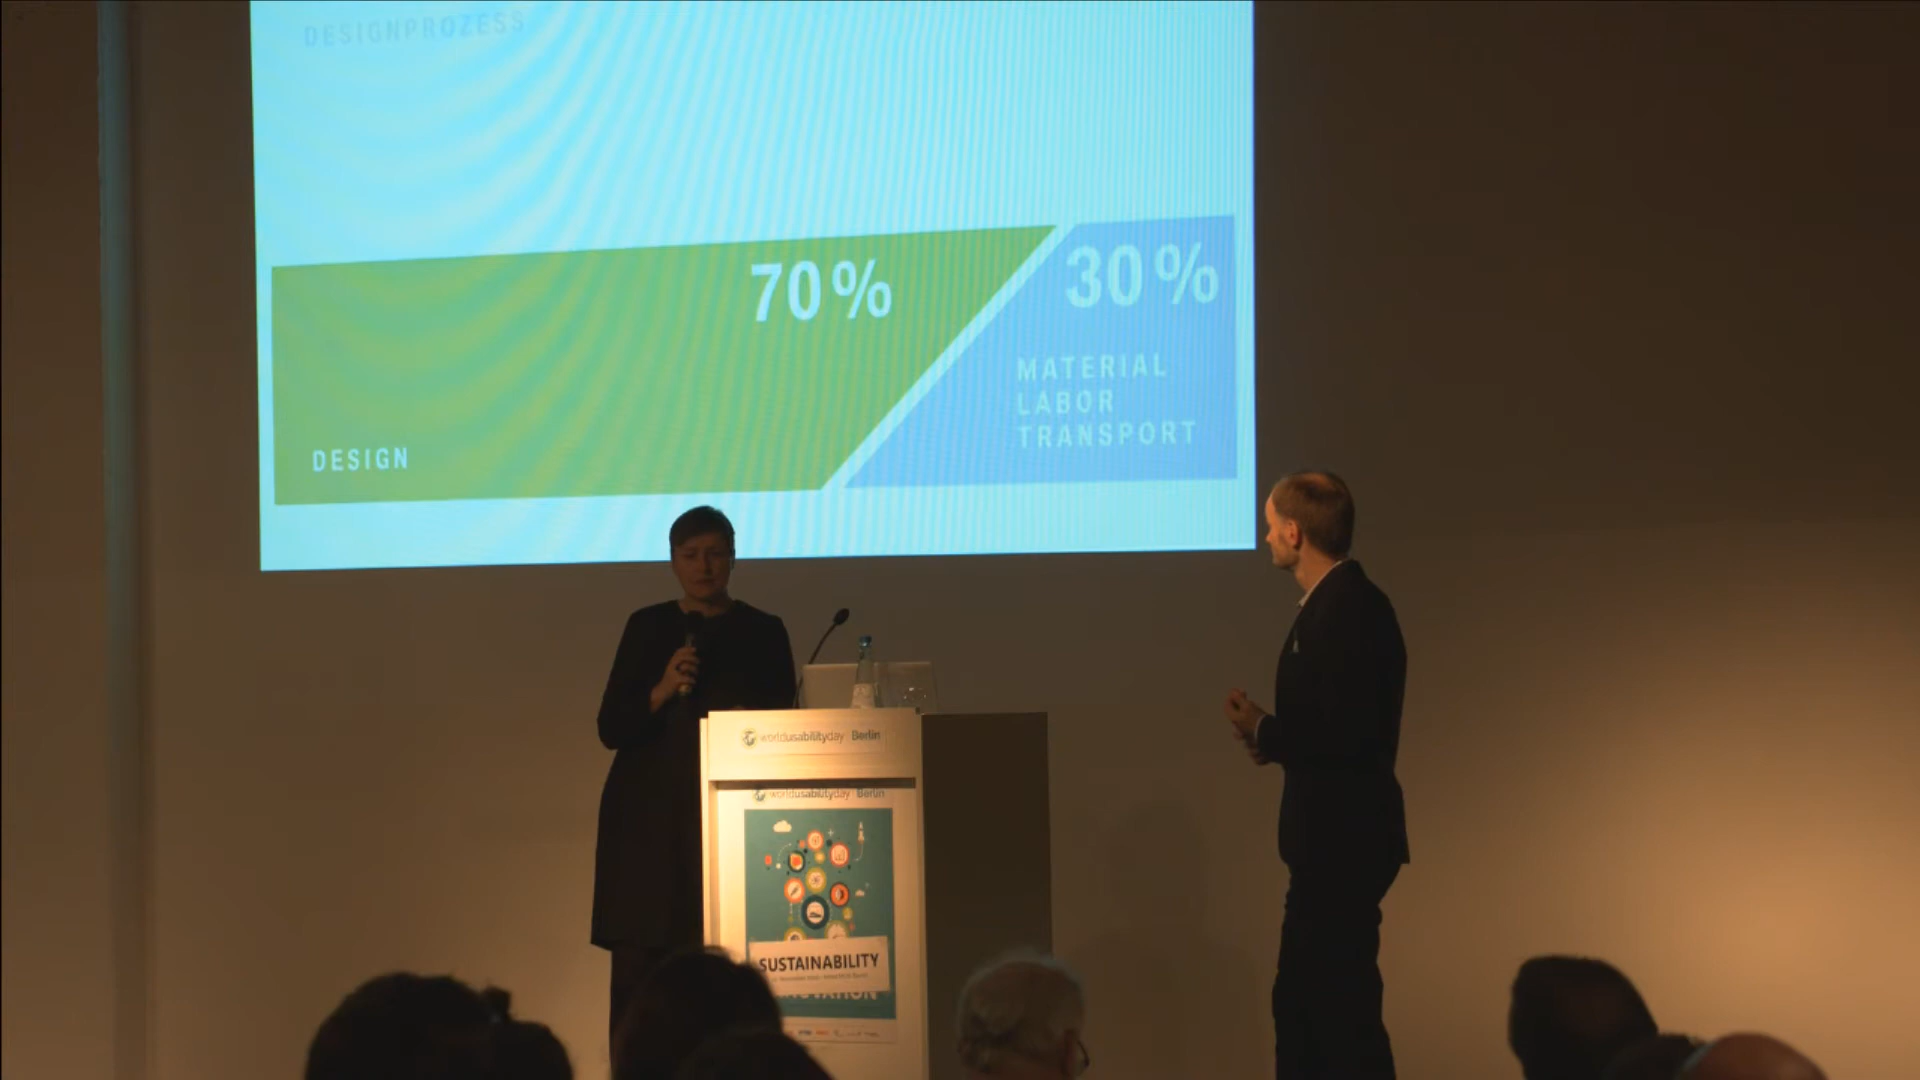 DESIGNPROZESS
70%
30%
MATERIAL
LABOR
TRANSPORT
DESIGN
worldusabilityday Berlin
worldusabilityday Berlin
SUSTAINABILITY